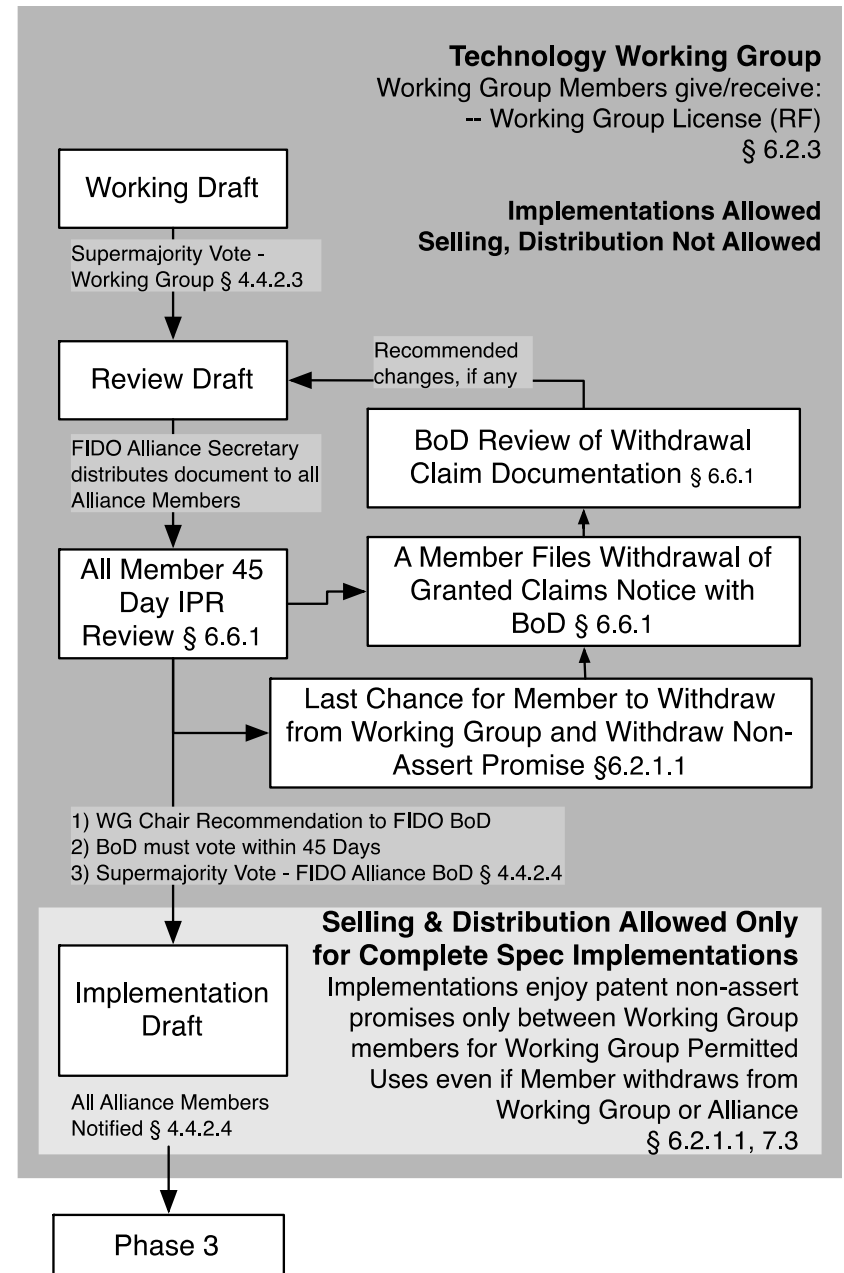 Technology Working Group
Working Group Members give/receive:
-- Working Group License (RF)
§ 6.2.3
Implementations Allowed
Selling, Distribution Not Allowed
Working Draft
Supermajority Vote -
Working Group § 4.4.2.3
Review Draft
Recommended
changes, if any
FIDO Alliance Secretary
distributes document to all
Alliance Members
BoD Review of Withdrawal
Claim Documentation § 6.6.1
All Member 45
Day IPR
Review § 6.6.1
A Member Files Withdrawal of
Granted Claims Notice with
BoD § 6.6.1
Last Chance for Member to Withdraw
from Working Group and Withdraw Non-
Assert Promise §6.2.1.1
1) WG Chair Recommendation to FIDO BoD
2) BoD must vote within 45 Days
3) Supermajority Vote - FIDO Alliance BoD § 4.4.2.4
Selling & Distribution Allowed Only
for Complete Spec Implementations
Implementations enjoy patent non-assert
promises only between Working Group
members for Working Group Permitted
Uses even if Member withdraws from
Working Group or Alliance
§ 6.2.1.1, 7.3
Implementation
Draft
All Alliance Members
Notified § 4.4.2.4
Phase 3